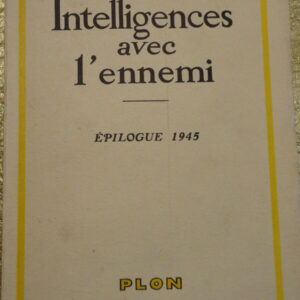 Intelligences
avec
l'ennemi
ÉPILOGUE 1945
PLON